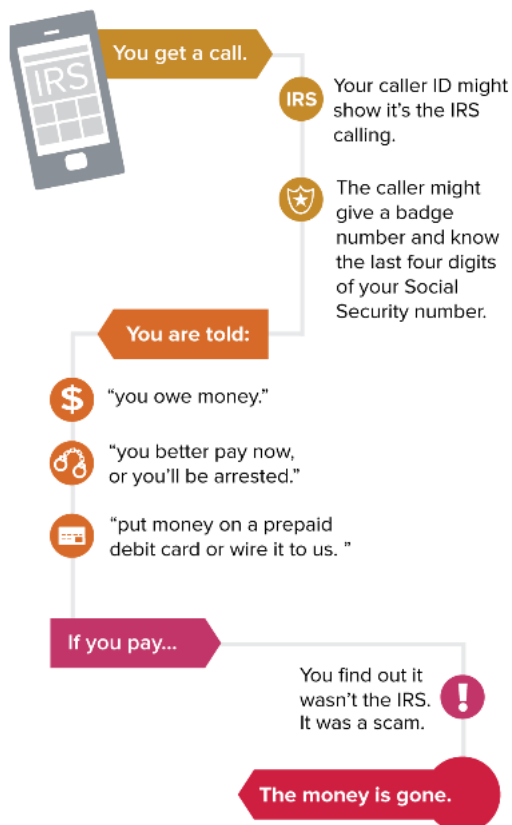 IRS
You get a call.
IRS
Your caller ID might
show it's the IRS
calling.
The caller might
give a badge
number and know
the last four digits
of your Social
Security number.
You are told:
$
“you owe money.”
“you better pay now,
or you'll be arrested.”
“put money on a prepaid
debit card or wire it to us. ”
If you pay...
You find out it
wasn't the IRS.
It was a scam.
!
The money is gone.